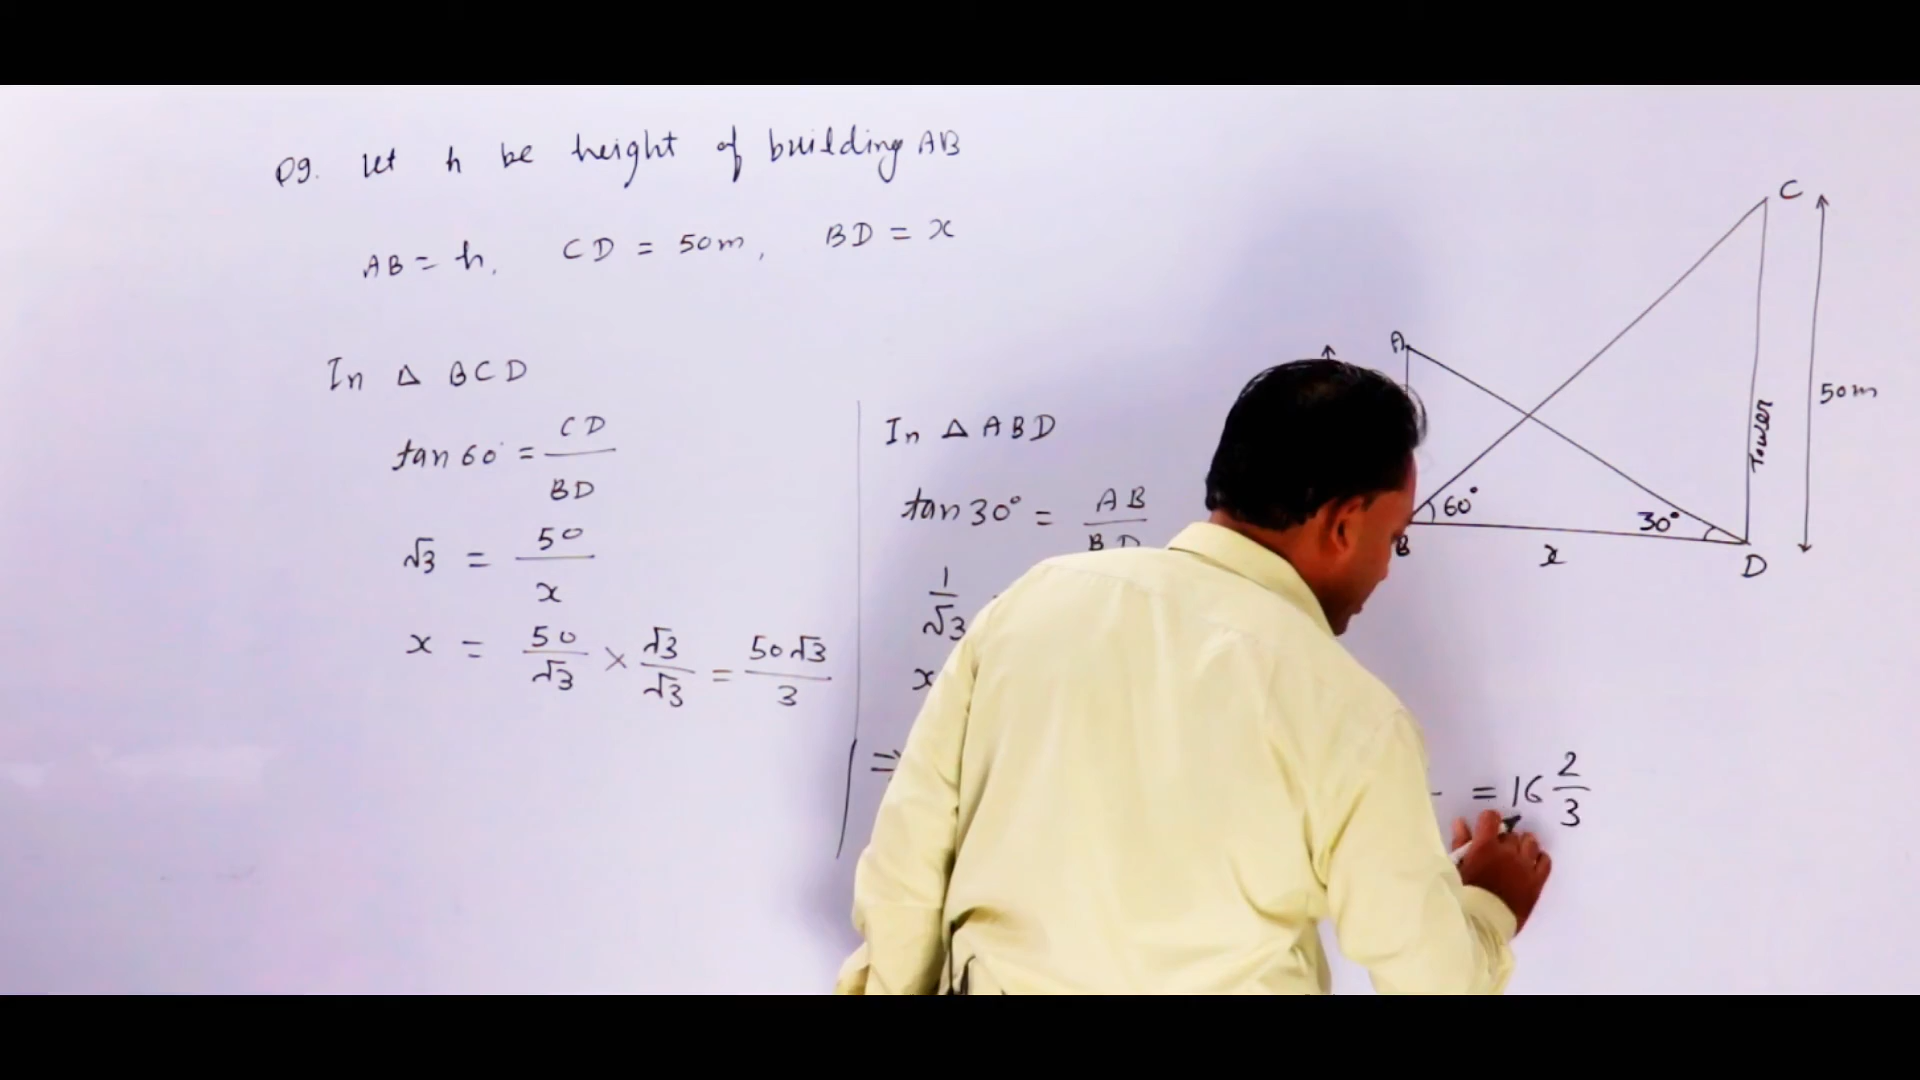 Q9. Let h be height of building AB
AB = h, CD = 50m, BD = x
In △ BCD
tan 60° = CD / BD
√3 = 50 / x
x = 50/√3 × √3/√3 = 50√3 / 3
In △ ABD
tan 30° = AB / BD
1/√3
x
⇒
= 16 2/3
A
B
C
D
60°
30°
x
Tower
50m